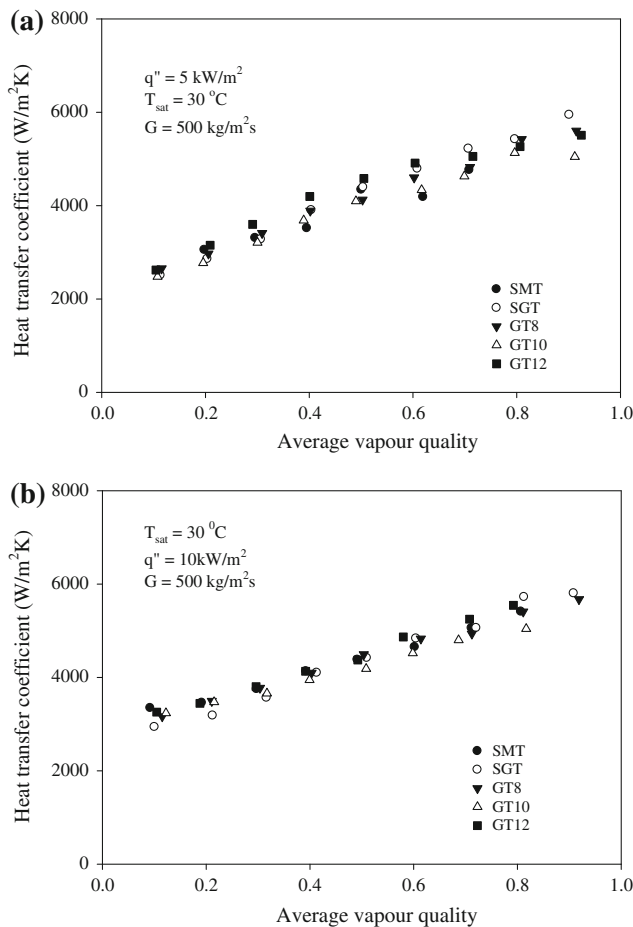 (a)
8000
6000
4000
2000
0
Heat transfer coefficient (W/m²K)
q" = 5 kW/m²
T_sat = 30 °C
G = 500 kg/m²s
SMT
SGT
GT8
GT10
GT12
0.0 0.2 0.4 0.6 0.8 1.0
Average vapour quality
(b)
8000
6000
4000
2000
0
Heat transfer coefficient (W/m²K)
T_sat = 30 ⁰C
q" = 10kW/m²
G = 500 kg/m²s
SMT
SGT
GT8
GT10
GT12
0.0 0.2 0.4 0.6 0.8 1.0
Average vapour quality